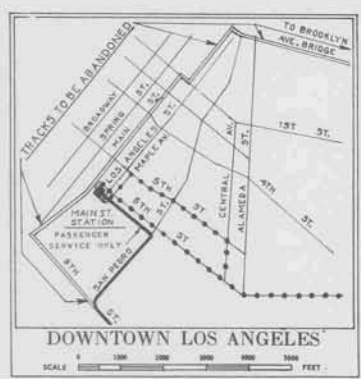 TO BROOKLYN
AVE. BRIDGE
TRACKS TO BE ABANDONED
BROADWAY
SPRING ST.
MAIN ST.
LOS ANGELES ST.
MAPLE AV.
1ST ST.
4TH ST.
5TH ST.
CENTRAL AV.
ALAMEDA ST.
MAIN ST.
STATION
PASSENGER
SERVICE ONLY
SAN PEDRO ST.
8TH ST.
DOWNTOWN LOS ANGELES
SCALE 0 1000 2000 3000 4000 5000 FEET